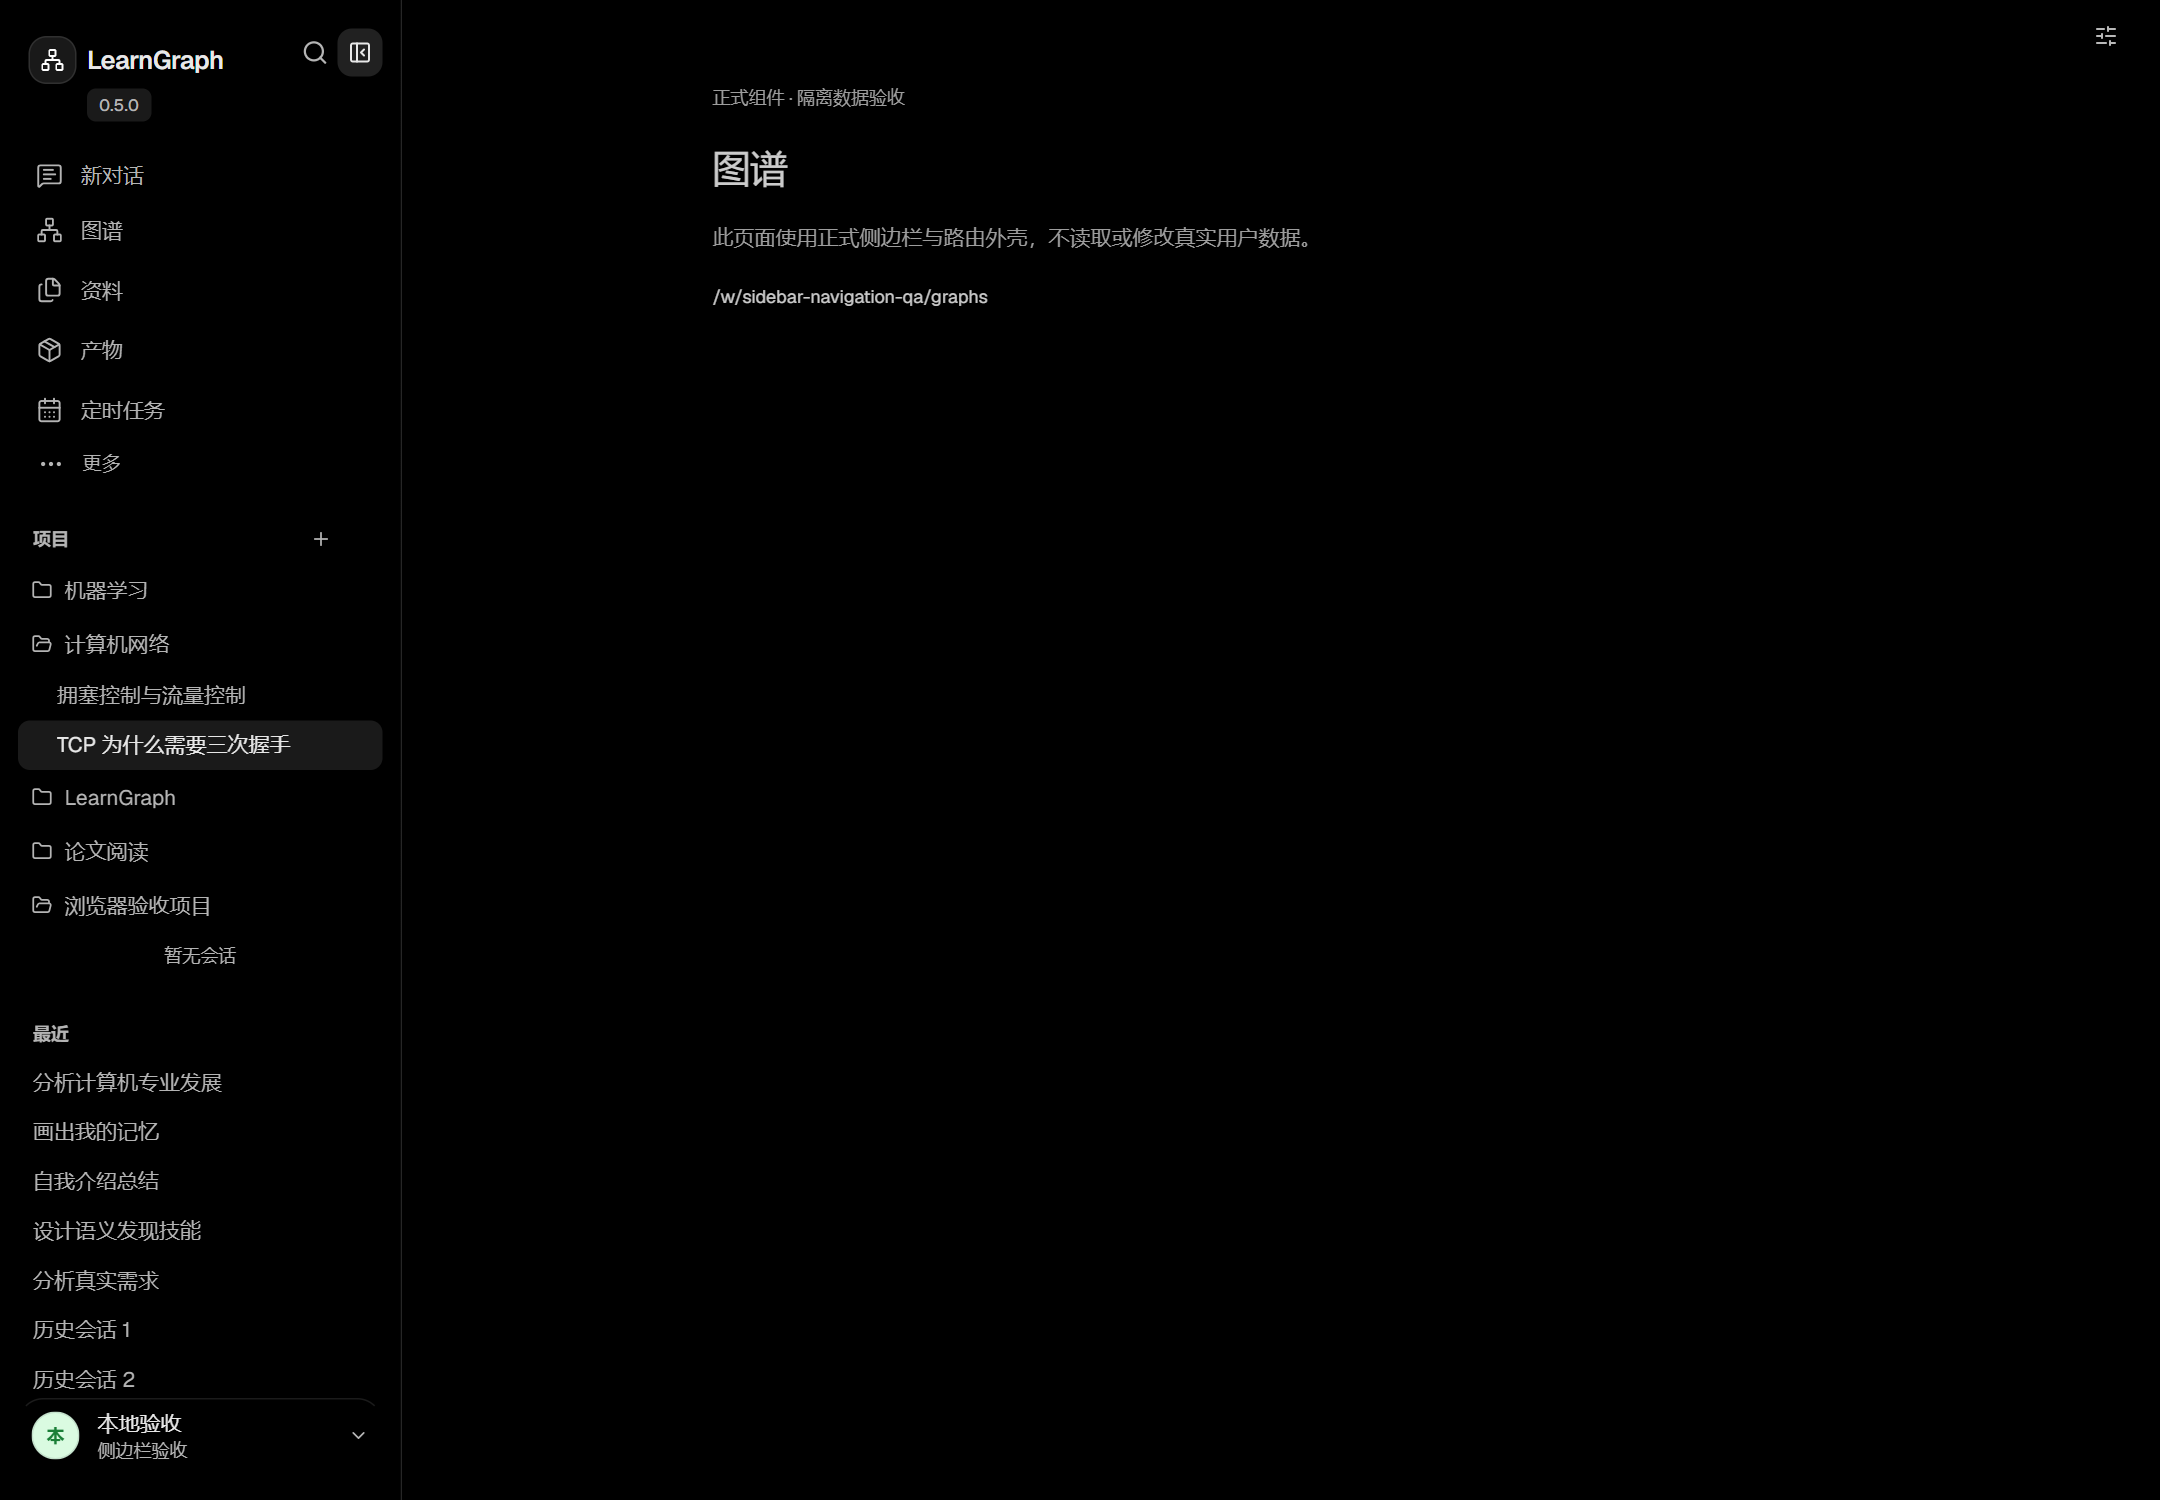 LearnGraph
0.5.0
新对话
图谱
资料
产物
定时任务
更多
项目
机器学习
计算机网络
拥塞控制与流量控制
TCP 为什么需要三次握手
LearnGraph
论文阅读
浏览器验收项目
暂无会话
最近
分析计算机专业发展
画出我的记忆
自我介绍总结
设计语义发现技能
分析真实需求
历史会话 1
历史会话 2
本
本地验收
侧边栏验收
正式组件 · 隔离数据验收
图谱
此页面使用正式侧边栏与路由外壳，不读取或修改真实用户数据。
/w/sidebar-navigation-qa/graphs